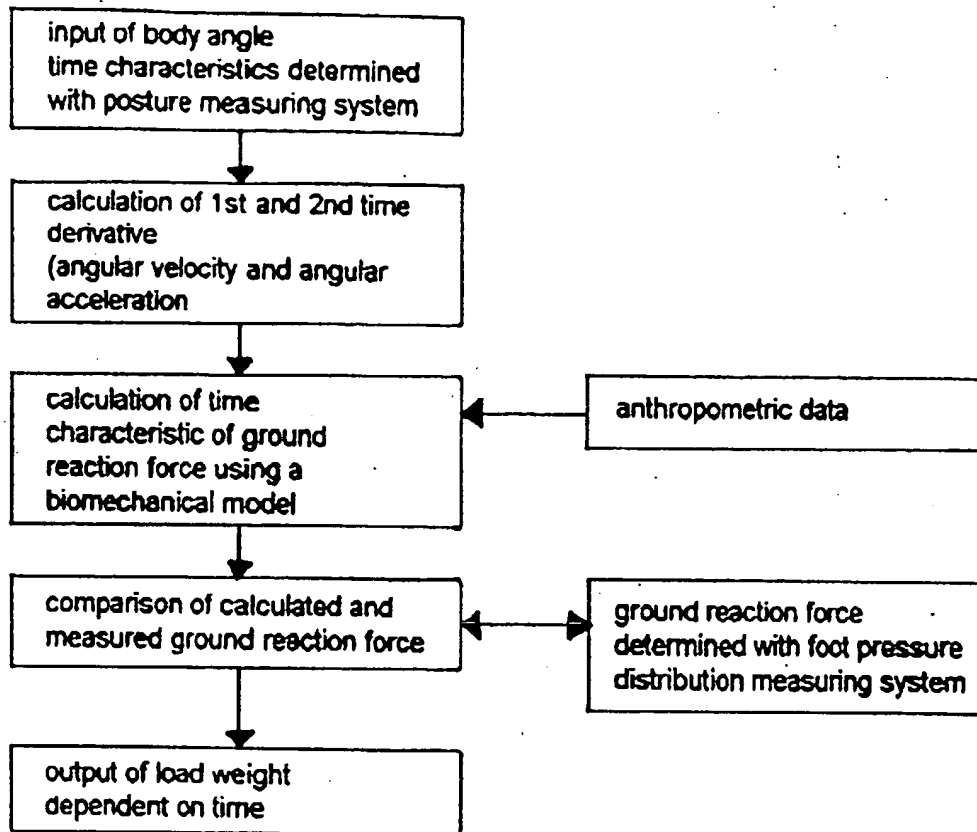 input of body angle
time characteristics determined
with posture measuring system
calculation of 1st and 2nd time
derivative
(angular velocity and angular
acceleration
calculation of time
characteristic of ground
reaction force using a
biomechanical model
anthropometric data
comparison of calculated and
measured ground reaction force
ground reaction force
determined with foot pressure
distribution measuring system
output of load weight
dependent on time